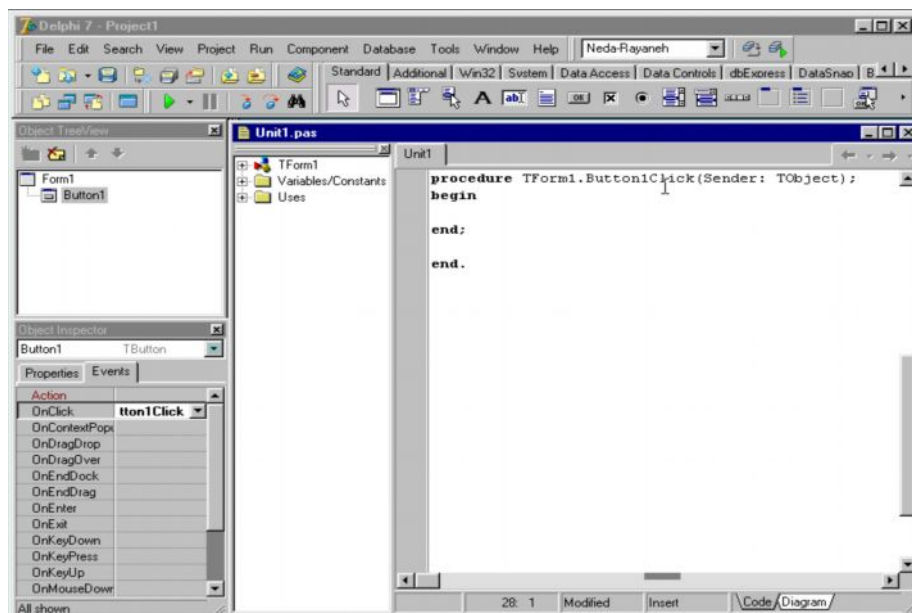 Delphi 7 - Project1
File Edit Search View Project Run Component Database Tools Window Help Neda-Rayaneh
Standard Additional Win32 System Data Access Data Controls dbExpress DataSnap B
Object TreeView
Form1
Button1
Unit1.pas
TForm1
Variables/Constants
Uses
Unit1
procedure TForm1.Button1Click(Sender: TObject);
begin
end;
end.
Object Inspector
Button1 TButton
Properties Events
Action
OnClick tton1Click
OnContextPopu
OnDragDrop
OnDragOver
OnEndDock
OnEndDrag
OnEnter
OnExit
OnKeyDown
OnKeyPress
OnKeyUp
OnMouseDown
All shown
28: 1 Modified Insert Code Diagram